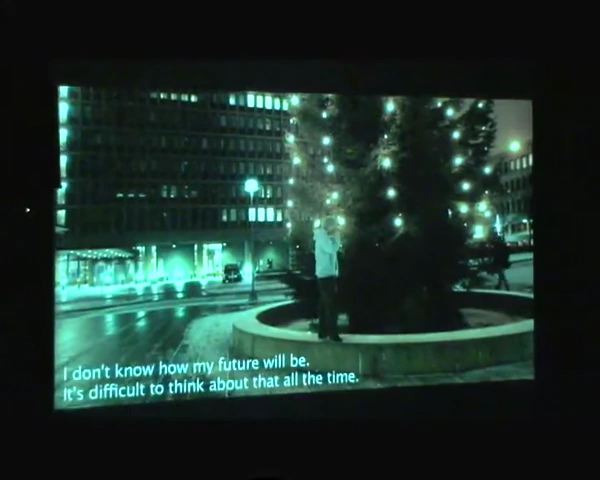 I don't know how my future will be.
It's difficult to think about that all the time.